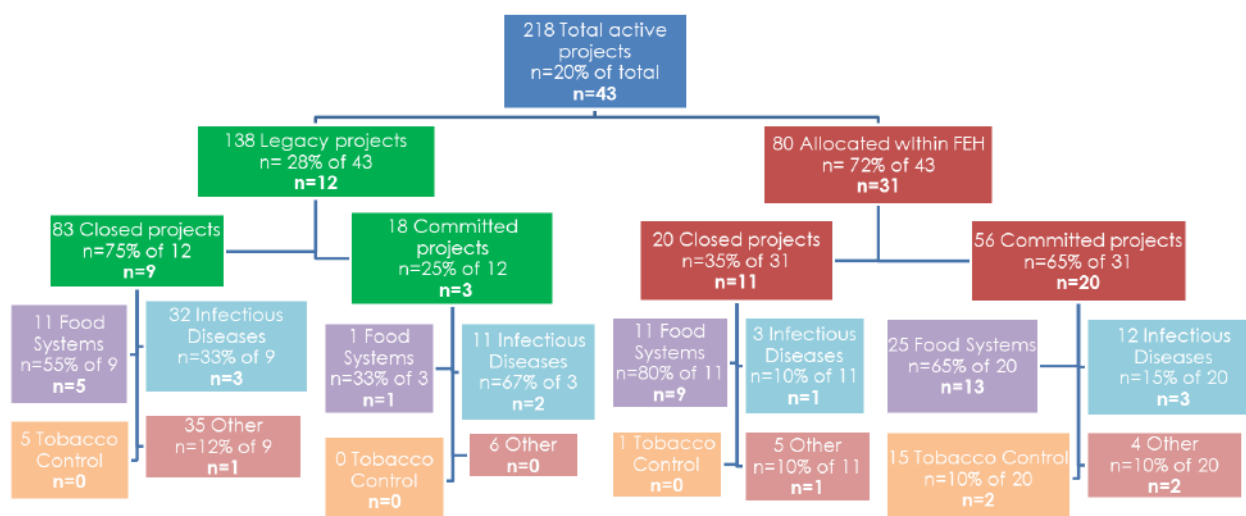 218 Total active
projects
n=20% of total
n=43
138 Legacy projects
n= 28% of 43
n=12
80 Allocated within FEH
n= 72% of 43
n=31
83 Closed projects
n=75% of 12
n=9
18 Committed
projects
n=25% of 12
n=3
20 Closed projects
n=35% of 31
n=11
56 Committed projects
n=65% of 31
n=20
11 Food
Systems
n=55% of 9
n=5
32 Infectious
Diseases
n=33% of 9
n=3
1 Food
Systems
n=33% of 3
n=1
11 Infectious
Diseases
n=67% of 3
n=2
11 Food
Systems
n=80% of 11
n=9
3 Infectious
Diseases
n=10% of 11
n=1
25 Food Systems
n=65% of 20
n=13
12 Infectious
Diseases
n=15% of 20
n=3
5 Tobacco
Control
n=0
35 Other
n=12% of 9
n=1
0 Tobacco
Control
n=0
6 Other
n=0
1 Tobacco
Control
n=0
5 Other
n=10% of 11
n=1
15 Tobacco Control
n=10% of 20
n=2
4 Other
n=10% of 20
n=2